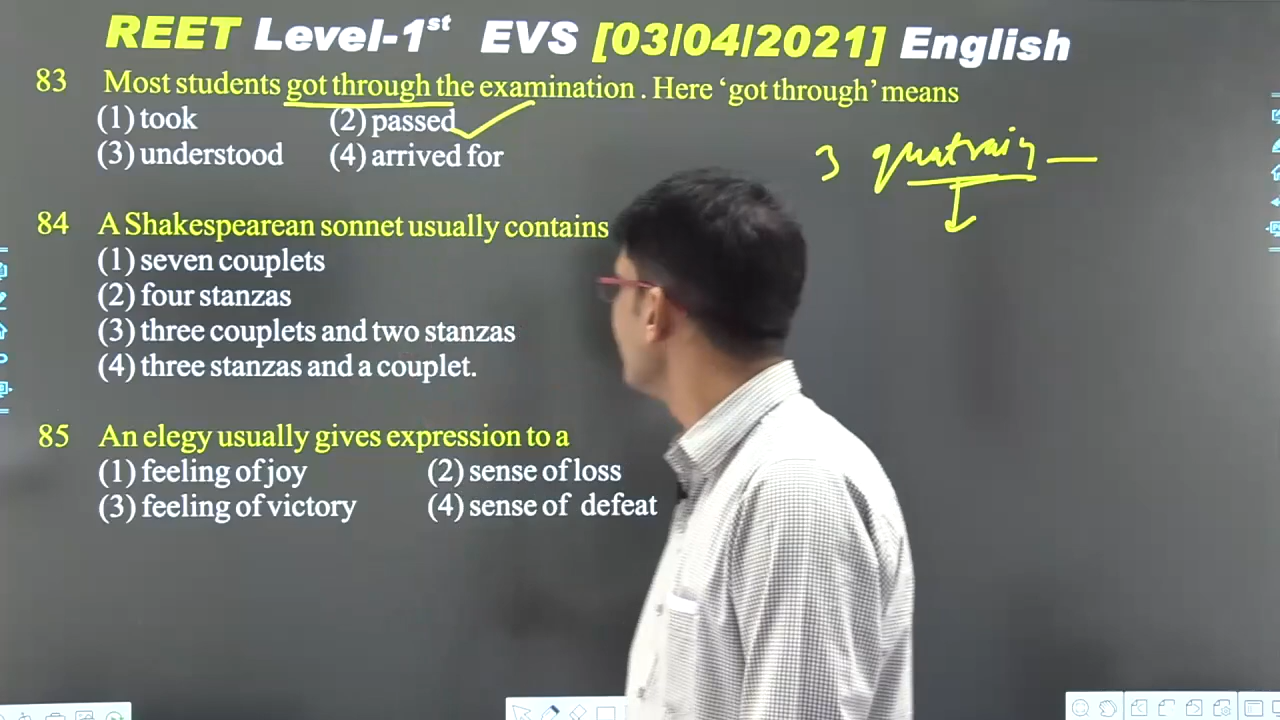 REET Level-1st EVS [03/04/2021] English
83 Most students got through the examination . Here ‘got through’ means
(1) took (2) passed
(3) understood (4) arrived for
3 quatrain —
84 A Shakespearean sonnet usually contains
(1) seven couplets
(2) four stanzas
(3) three couplets and two stanzas
(4) three stanzas and a couplet.
85 An elegy usually gives expression to a
(1) feeling of joy (2) sense of loss
(3) feeling of victory (4) sense of defeat